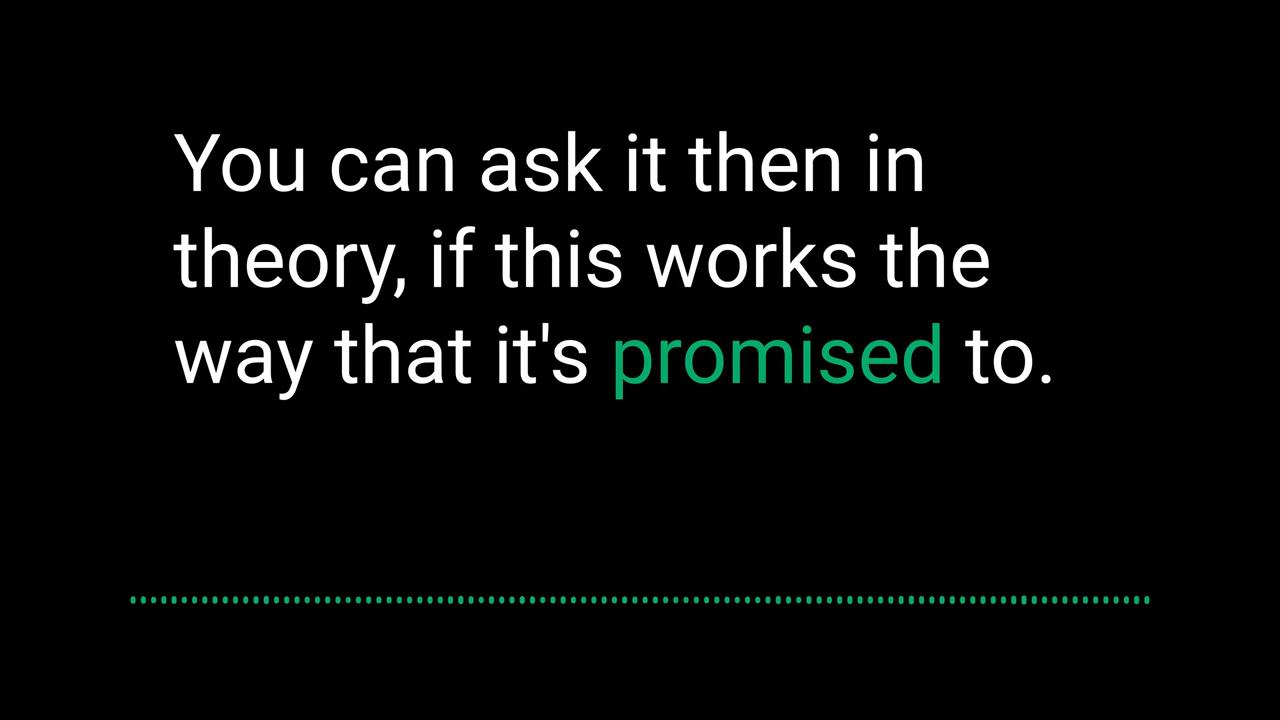 You can ask it then in
theory, if this works the
way that it's promised to.